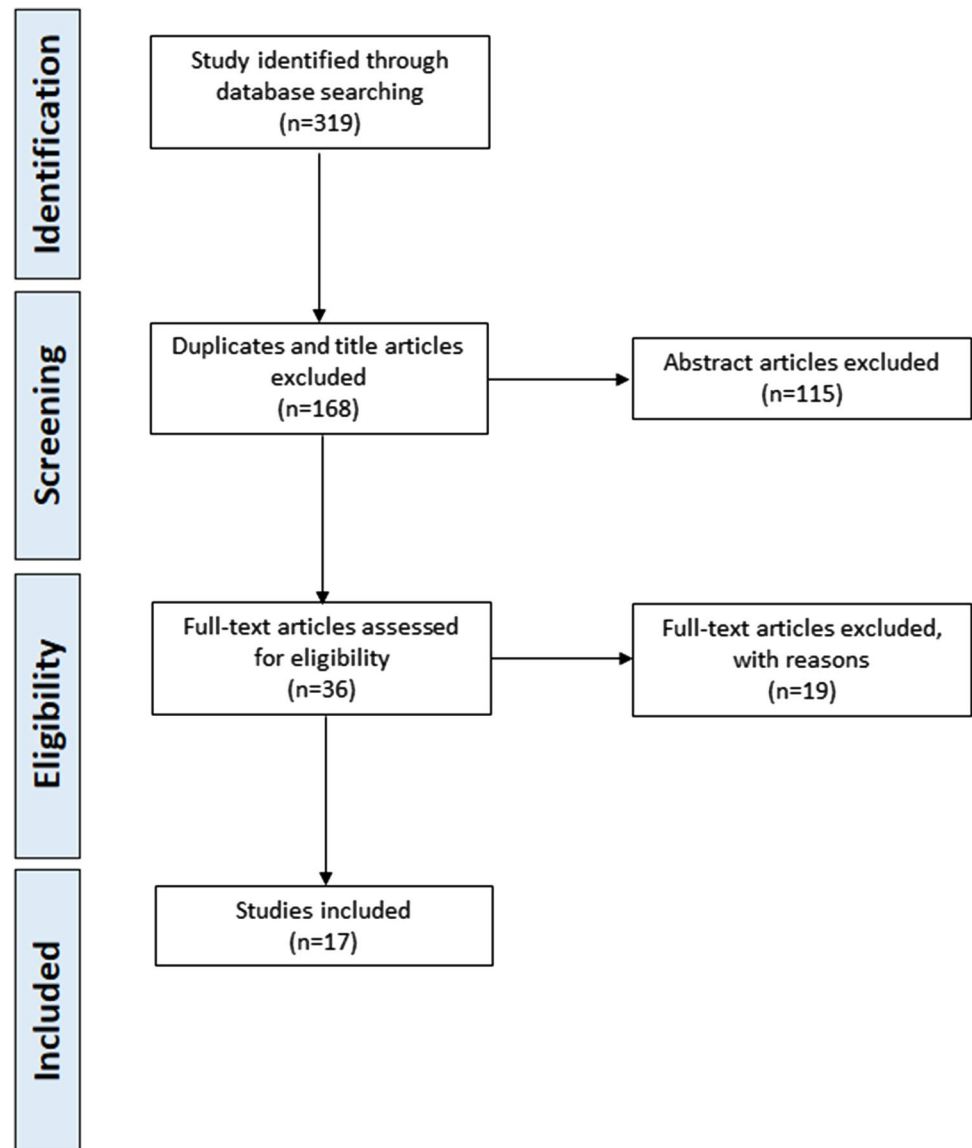 Identification
Study identified through
database searching
(n=319)
Screening
Duplicates and title articles
excluded
(n=168)
Abstract articles excluded
(n=115)
Eligibility
Full-text articles assessed
for eligibility
(n=36)
Full-text articles excluded,
with reasons
(n=19)
Included
Studies included
(n=17)